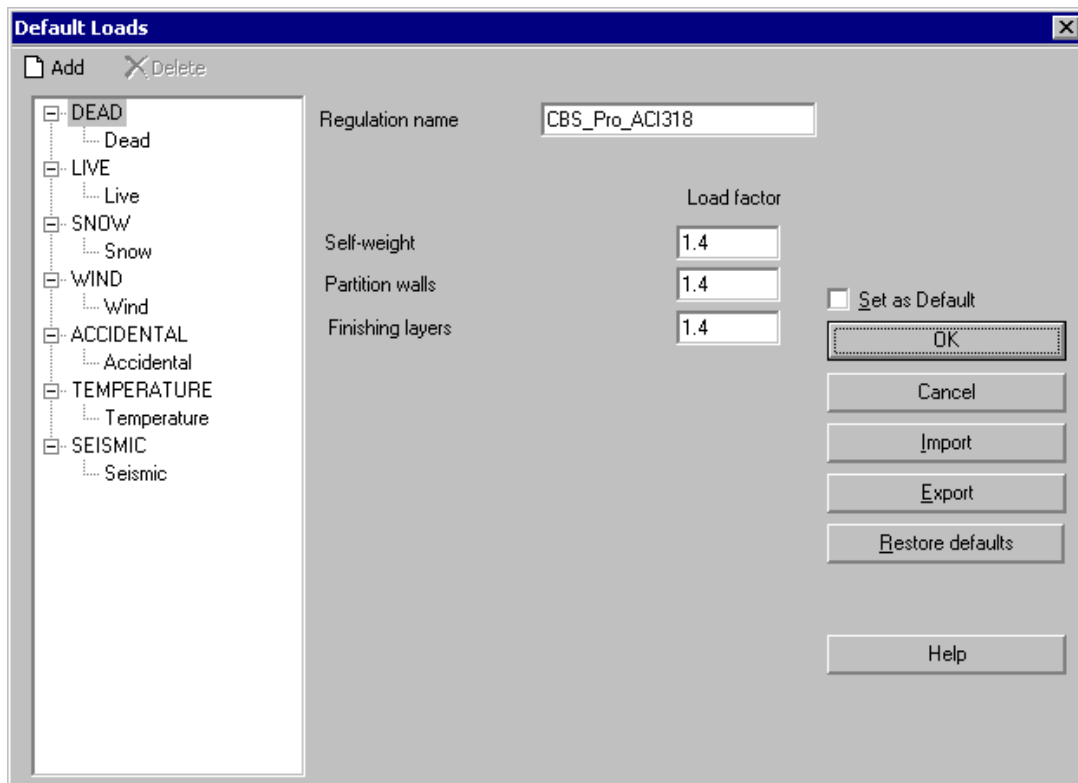 Default Loads
Add Delete
DEAD
Dead
LIVE
Live
SNOW
Snow
WIND
Wind
ACCIDENTAL
Accidental
TEMPERATURE
Temperature
SEISMIC
Seismic
Regulation name CBS_Pro_ACI318
Load factor
Self-weight 1.4
Partition walls 1.4
Finishing layers 1.4
Set as Default
OK
Cancel
Import
Export
Restore defaults
Help